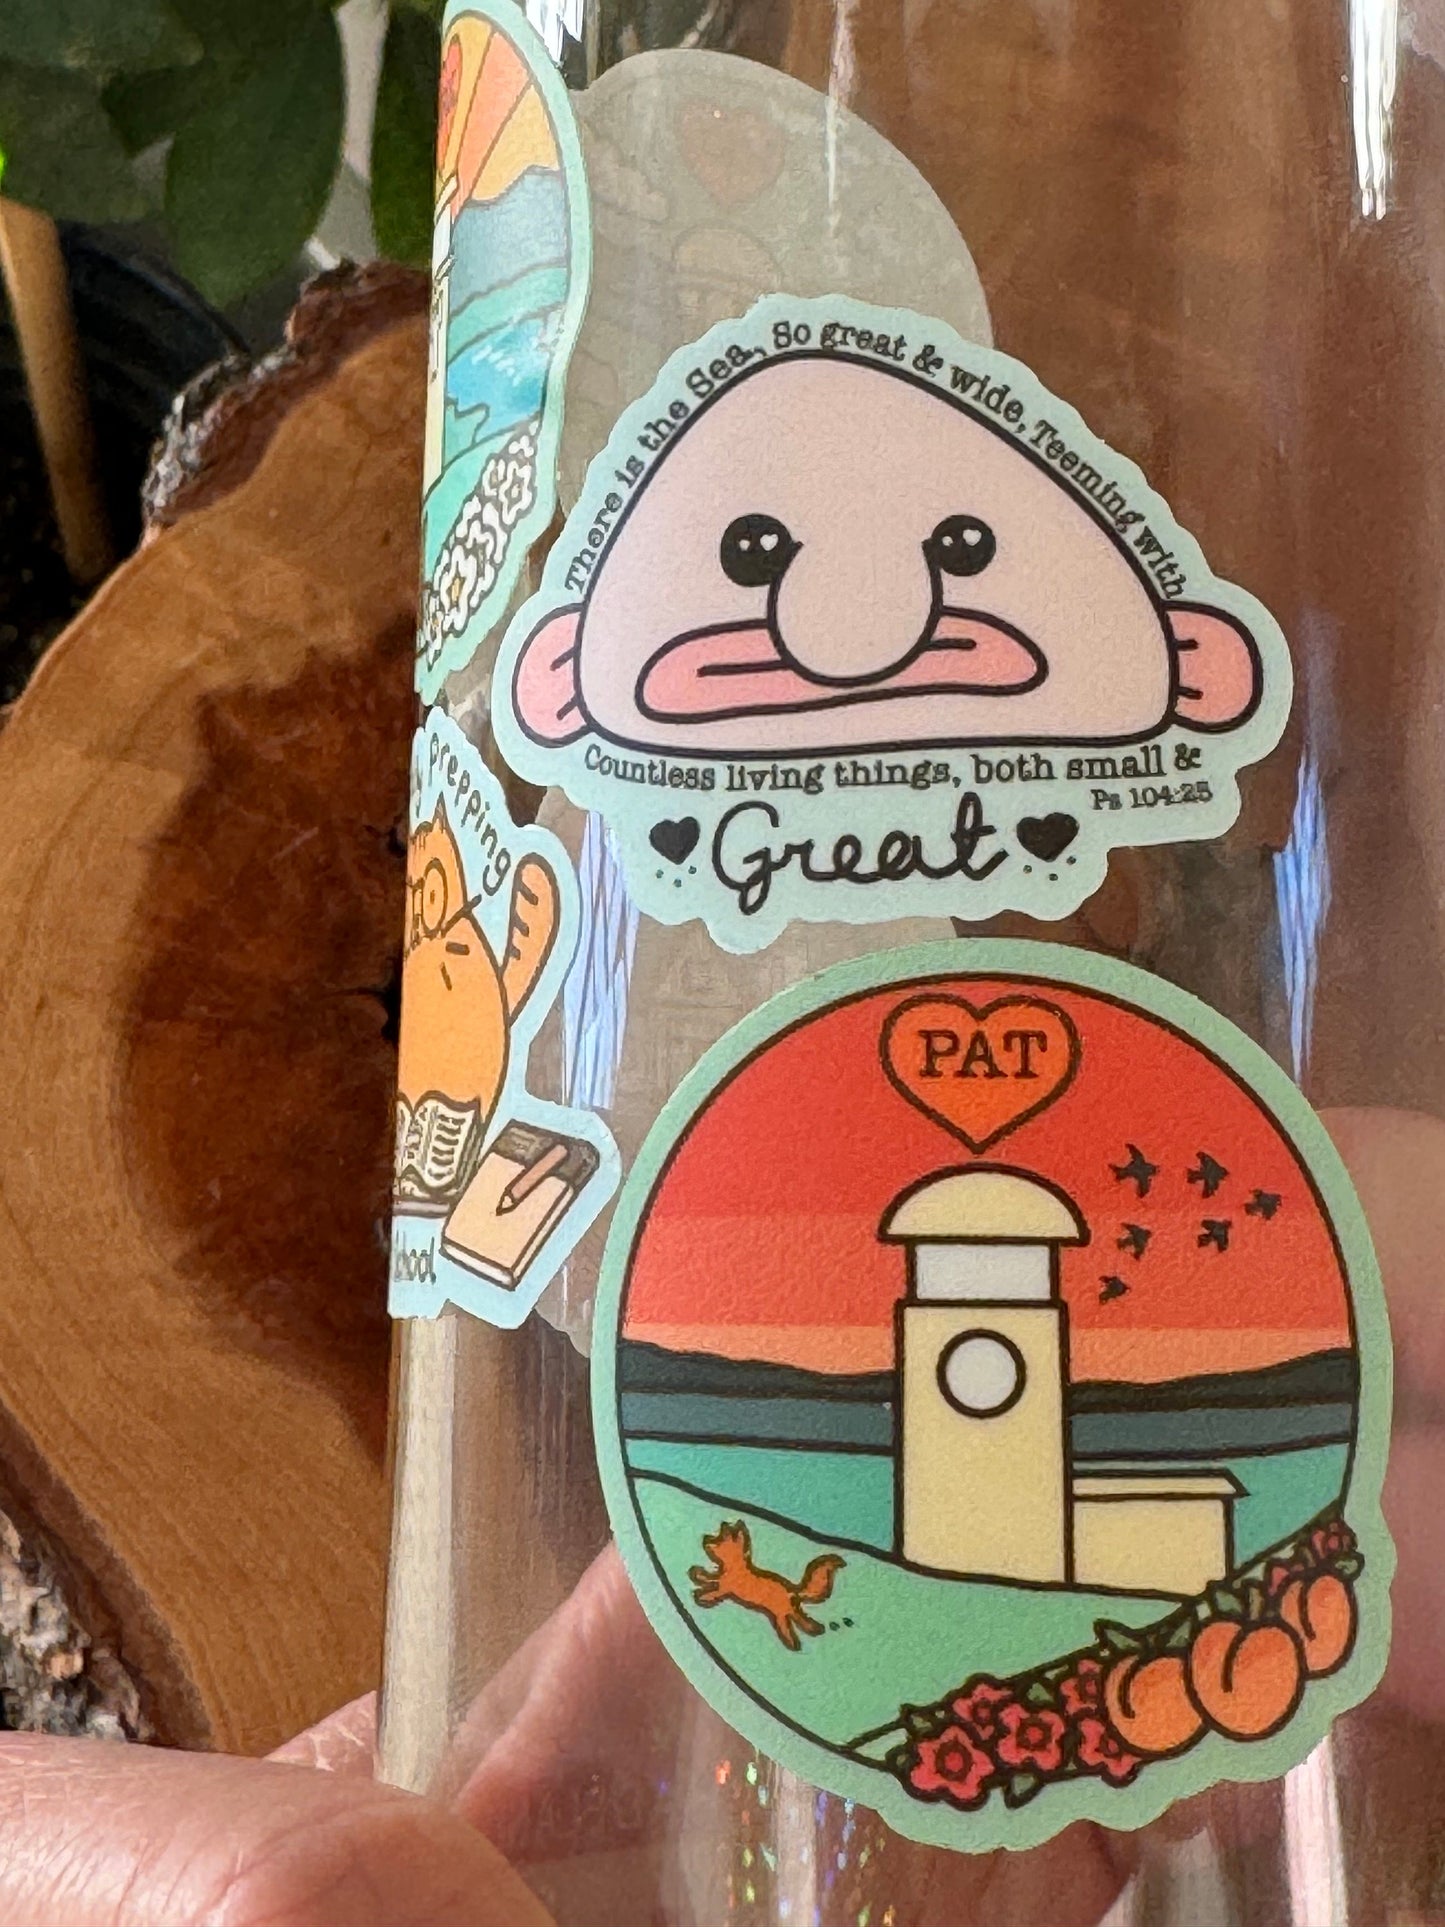 There is the Sea, So great & wide, Teeming with
Countless living things, both small &
Ps 104:25
Great
prepping
PAT